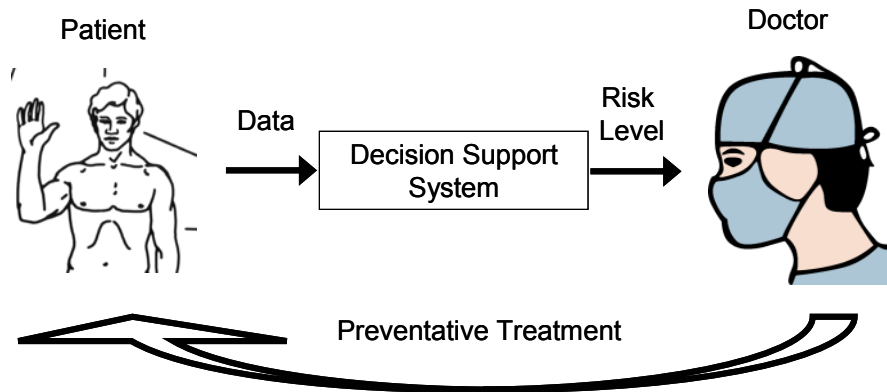 Patient
Doctor
Data
Risk
Level
Decision Support
System
Preventative Treatment